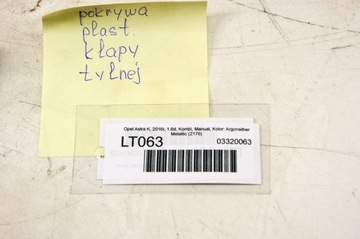 pokrywa
plast.
klapy
tylnej
Opel Astra K, 2016r, 1.6d, Kombi, Manual, Kolor: Argonsilber
Metallic (Z176)
LT063 03320063